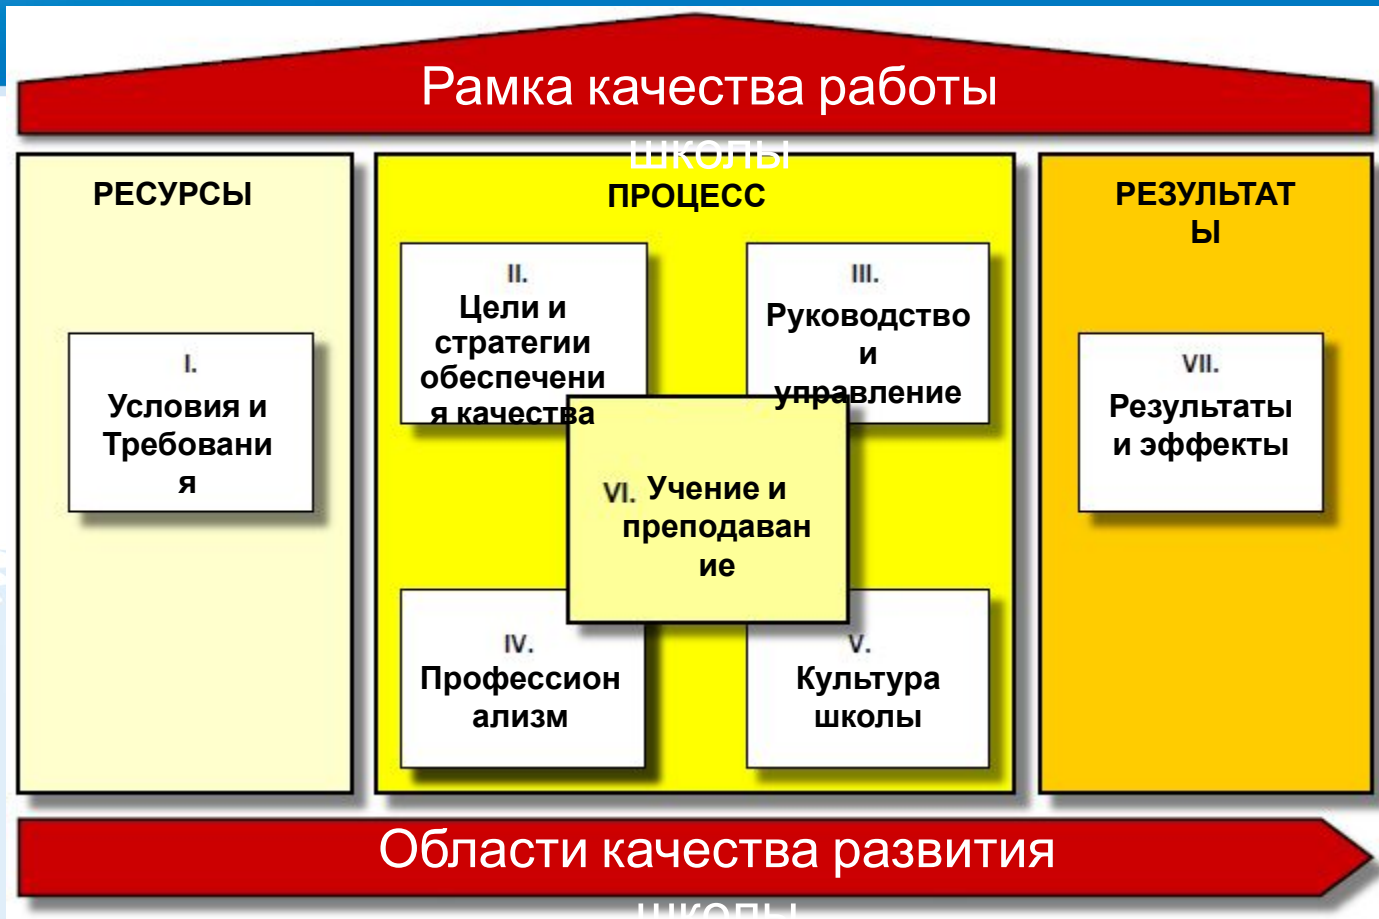 Рамка качества работы
школы
РЕСУРСЫ
I.
Условия и
Требовани
я
ПРОЦЕСС
II.
Цели и
стратегии
обеспечени
я качества
III.
Руководство
и
управление
VI. Учение и
преподаван
ие
IV.
Профессион
ализм
V.
Культура
школы
РЕЗУЛЬТАТ
Ы
VII.
Результаты
и эффекты
Области качества развития
школы